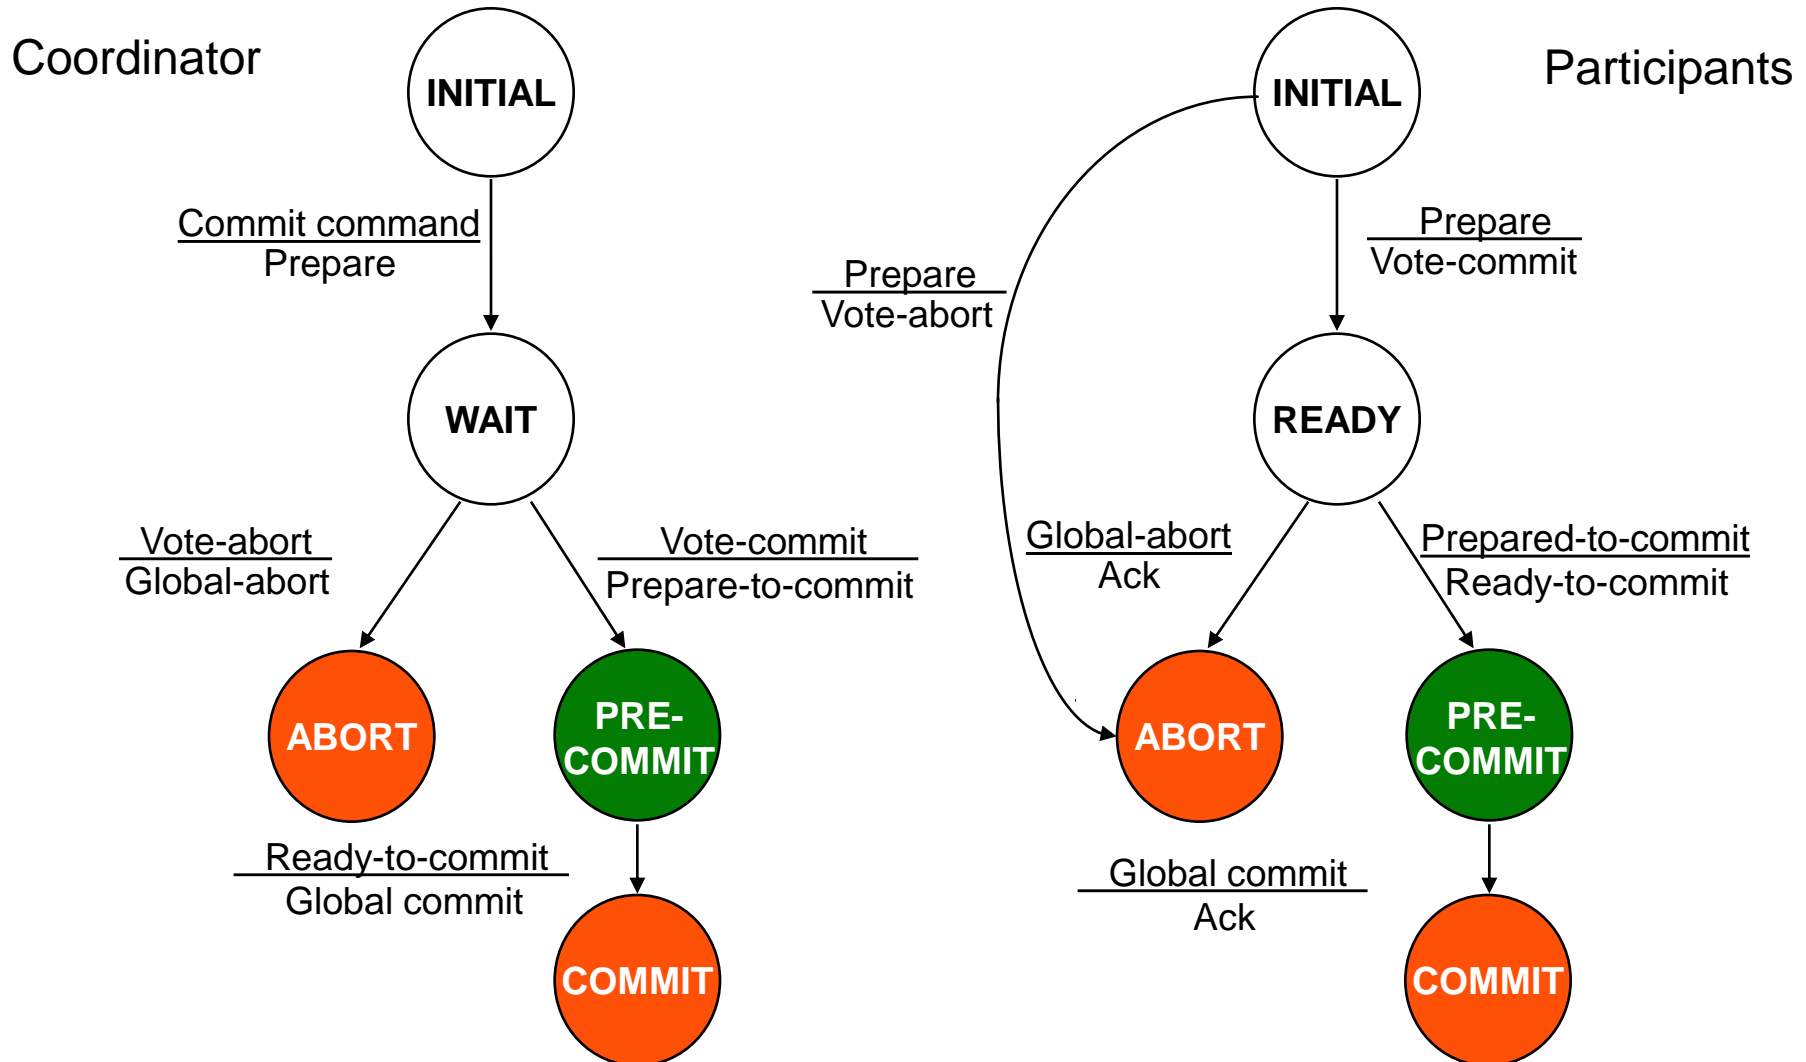 Coordinator
INITIAL
Commit command
Prepare
WAIT
Vote-abort
Global-abort
Vote-commit
Prepare-to-commit
ABORT
PRE-
COMMIT
Ready-to-commit
Global commit
COMMIT
Participants
INITIAL
Prepare
Vote-abort
Prepare
Vote-commit
READY
Global-abort
Ack
Prepared-to-commit
Ready-to-commit
ABORT
PRE-
COMMIT
Global commit
Ack
COMMIT